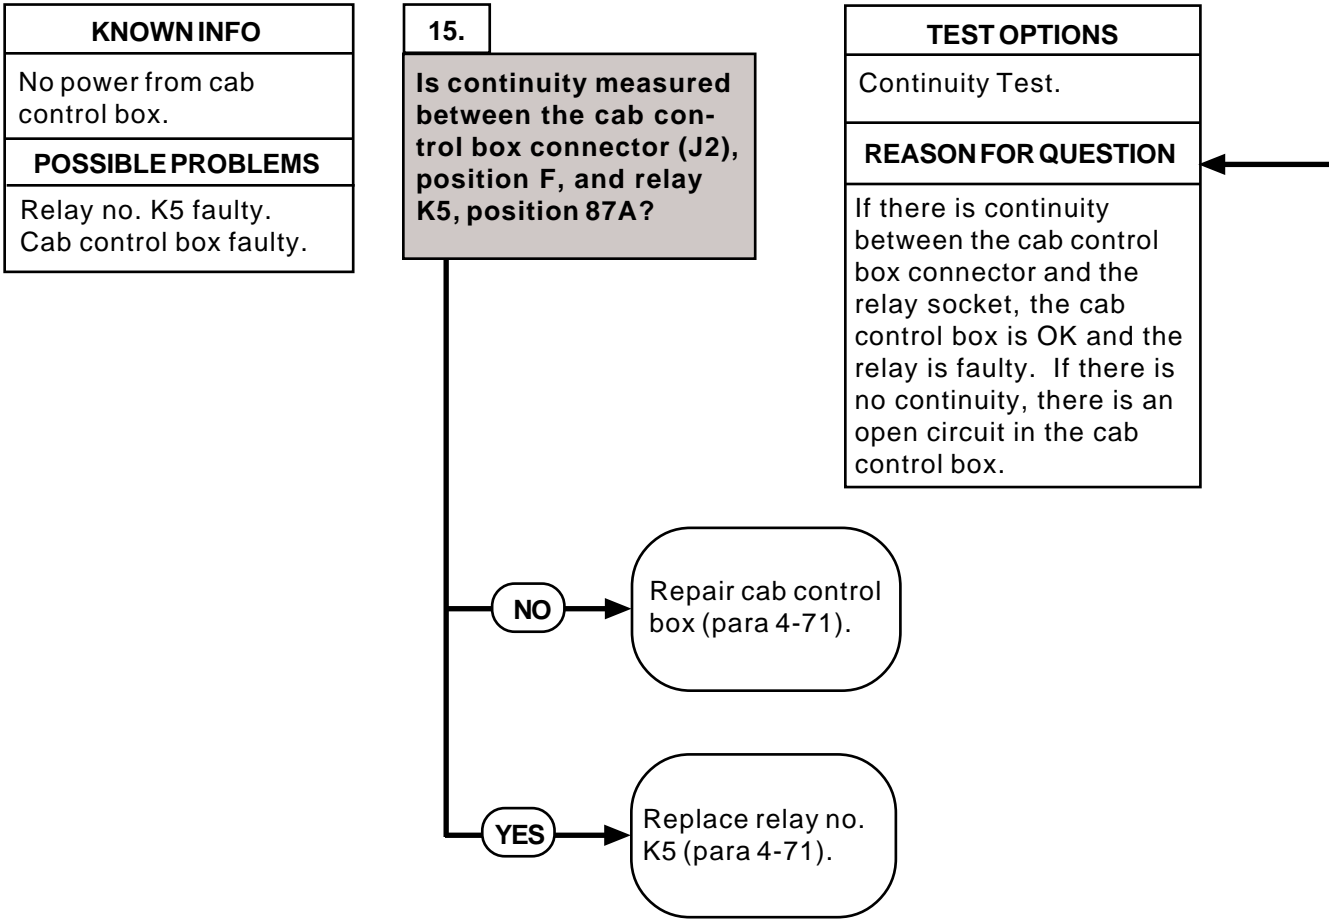 KNOWN INFO
No power from cab
control box.
POSSIBLE PROBLEMS
Relay no. K5 faulty.
Cab control box faulty.
15.
Is continuity measured
between the cab con-
trol box connector (J2),
position F, and relay
K5, position 87A?
TEST OPTIONS
Continuity Test.
REASON FOR QUESTION
If there is continuity
between the cab control
box connector and the
relay socket, the cab
control box is OK and the
relay is faulty.  If there is
no continuity, there is an
open circuit in the cab
control box.
NO
Repair cab control
box (para 4-71).
YES
Replace relay no.
K5 (para 4-71).